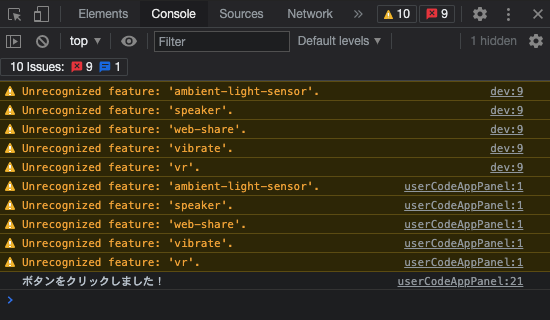 Elements Console Sources Network » 10 9
top ▼ Filter Default levels ▼ 1 hidden
10 Issues: 9 1
Unrecognized feature: 'ambient-light-sensor'. dev:9
Unrecognized feature: 'speaker'. dev:9
Unrecognized feature: 'web-share'. dev:9
Unrecognized feature: 'vibrate'. dev:9
Unrecognized feature: 'vr'. dev:9
Unrecognized feature: 'ambient-light-sensor'. userCodeAppPanel:1
Unrecognized feature: 'speaker'. userCodeAppPanel:1
Unrecognized feature: 'web-share'. userCodeAppPanel:1
Unrecognized feature: 'vibrate'. userCodeAppPanel:1
Unrecognized feature: 'vr'. userCodeAppPanel:1
ボタンをクリックしました！ userCodeAppPanel:21